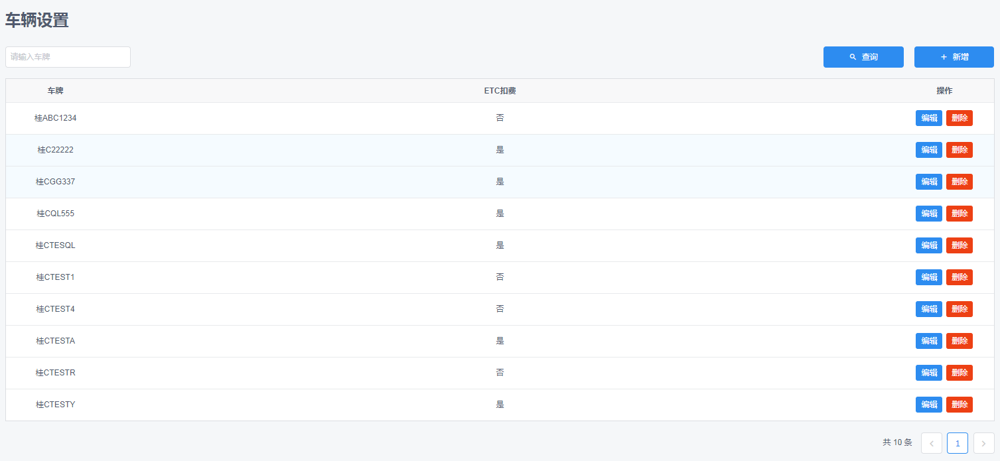 车辆设置
请输入车牌 查询 新增
车牌 ETC扣费 操作
桂ABC1234 否 编辑 删除
桂C22222 是 编辑 删除
桂CGG337 是 编辑 删除
桂CQL555 是 编辑 删除
桂CTESQL 是 编辑 删除
桂CTEST1 否 编辑 删除
桂CTEST4 否 编辑 删除
桂CTESTA 是 编辑 删除
桂CTESTR 否 编辑 删除
桂CTESTY 是 编辑 删除
共 10 条 1